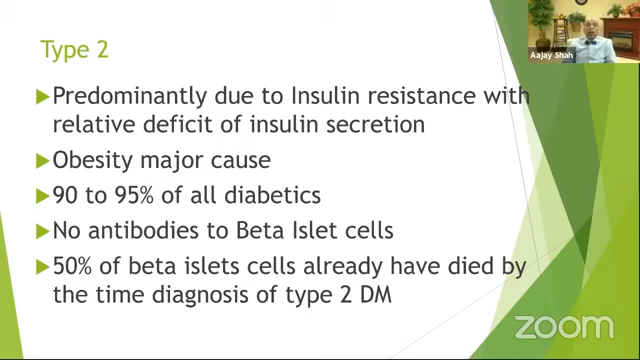 Type 2
Aajay Shah
Predominantly due to Insulin resistance with
relative deficit of insulin secretion
Obesity major cause
90 to 95% of all diabetics
No antibodies to Beta Islet cells
50% of beta islets cells already have died by
the time diagnosis of type 2 DM
zoom